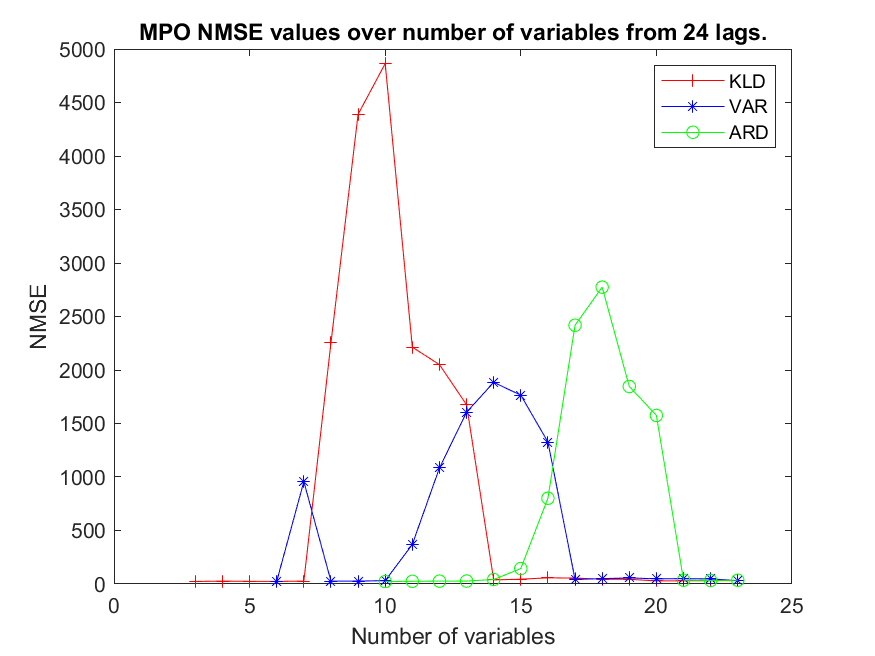 MPO NMSE values over number of variables from 24 lags.
5000
4500
4000
3500
3000
2500
2000
1500
1000
500
0
NMSE
KLD
VAR
ARD
0
5
10
15
20
25
Number of variables